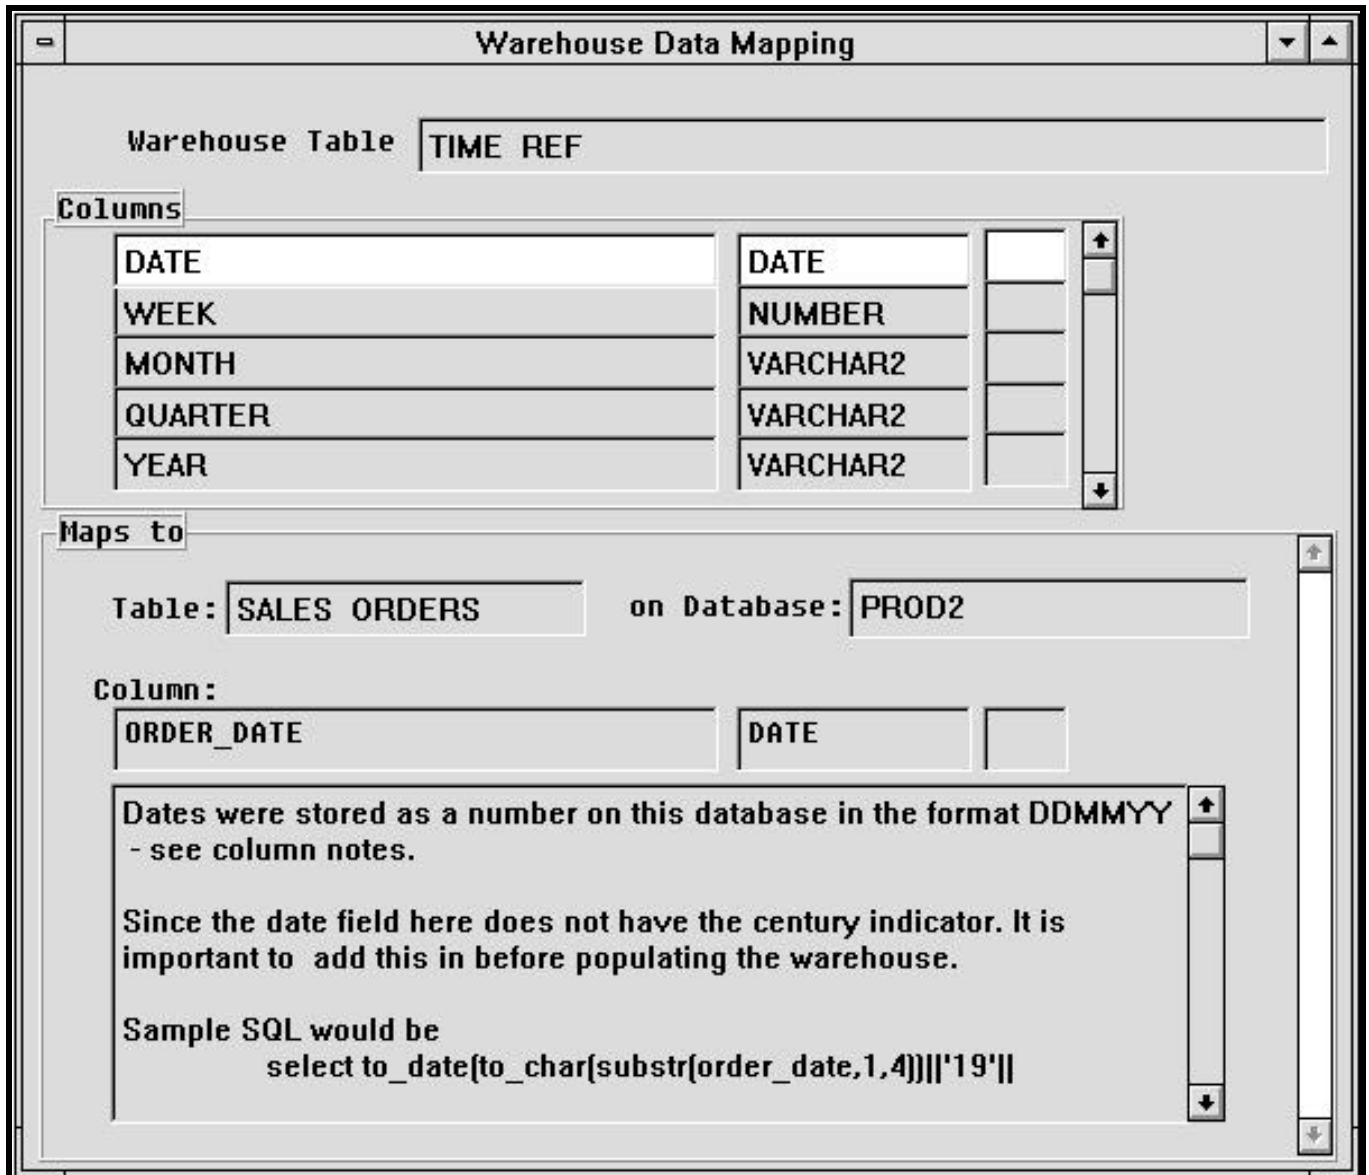 Warehouse Data Mapping
Warehouse Table TIME REF
Columns
DATE DATE
WEEK NUMBER
MONTH VARCHAR2
QUARTER VARCHAR2
YEAR VARCHAR2
Maps to
Table: SALES ORDERS on Database: PROD2
Column:
ORDER_DATE DATE
Dates were stored as a number on this database in the format DDMMYY
- see column notes.
Since the date field here does not have the century indicator. It is
important to add this in before populating the warehouse.
Sample SQL would be
select to_date(to_char(substr(order_date,1,4))||'19'||